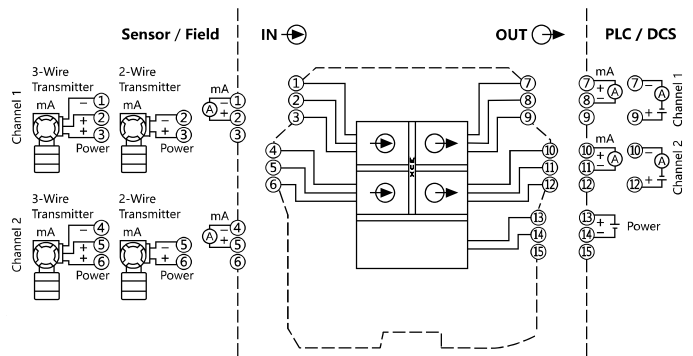 Sensor / Field
IN
OUT
PLC / DCS
Channel 1
3-Wire
Transmitter
mA
− 1
+ 2
+ 3
Power
2-Wire
Transmitter
mA
− 2
+ 3
Power
mA
A
− 1
+ 2
3
Channel 2
3-Wire
Transmitter
mA
− 4
+ 5
+ 6
Power
2-Wire
Transmitter
mA
− 5
+ 6
Power
mA
A
− 4
+ 5
6
1
2
3
4
5
6
7
8
9
10
11
12
13
14
15
Channel 1
mA
7 +
8 −
9
A
7 −
9 +
A
Channel 2
mA
10 +
11 −
12
A
10 −
12 +
A
13 +
14 −
15
Power